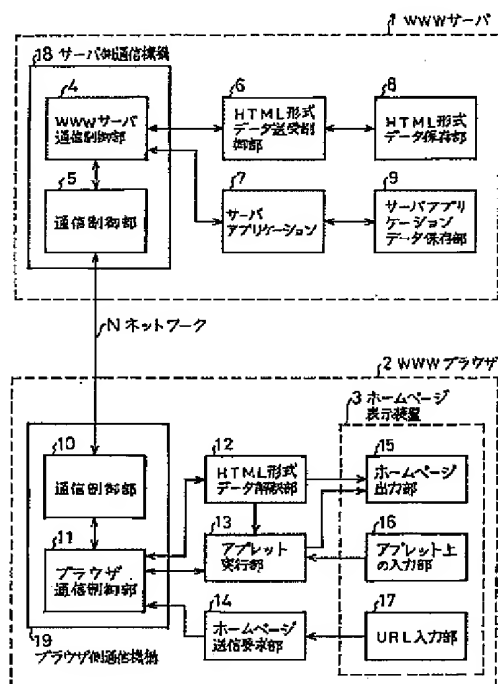 1 WWWサーバ
18 サーバ側通信機構
4
WWWサーバ
通信制御部
5
通信制御部
6
HTML形式
データ送受制
御部
8
HTML形式
データ保存部
7
サーバ
アプリケーション
9
サーバアプリ
ケーション
データ保存部
N ネットワーク
2 WWWブラウザ
3 ホームページ
表示装置
10
通信制御部
11
ブラウザ
通信制御部
19
ブラウザ側通信機構
12
HTML形式
データ解読部
13
アプレット
実行部
14
ホームページ
送信要求部
15
ホームページ
出力部
16
アプレット上
の入力部
17
URL入力部